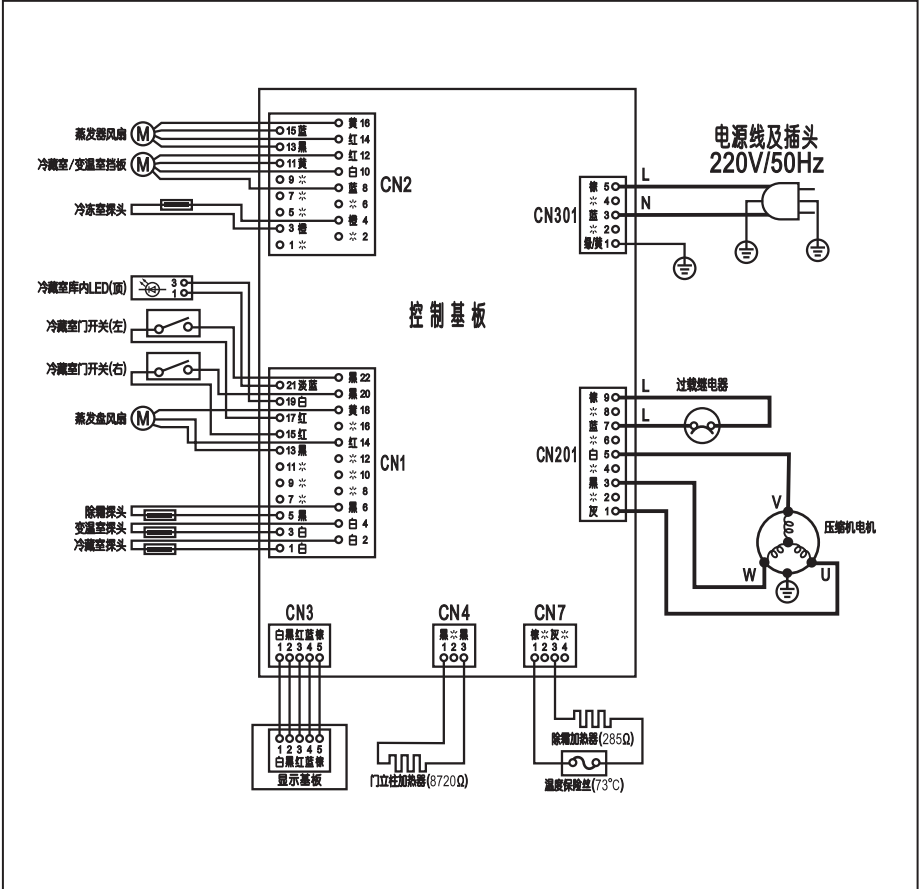 蒸发器风扇
M
冷藏室/变温室挡板
M
冷冻室探头
黄 16
15 蓝
红 14
13 黑
红 12
11 黄
白 10
9 ※
蓝 8
7 ※
※ 6
5 ※
橙 4
3 橙
※ 2
1 ※
CN2
电源线及插头
220V/50Hz
CN301
棕 5
※ 4
蓝 3
※ 2
绿/黄 1
L
N
控制基板
冷藏室库内LED(顶)
3
1
冷藏室门开关(左)
冷藏室门开关(右)
蒸发盘风扇
M
除霜探头
变温室探头
冷藏室探头
黑 22
21 淡蓝
黑 20
19 白
黄 18
17 红
※ 16
15 红
红 14
13 黑
※ 12
11 ※
※ 10
9 ※
※ 8
7 ※
黑 6
5 黑
白 4
3 白
白 2
1 白
CN1
CN201
棕 9
※ 8
蓝 7
※ 6
白 5
※ 4
黑 3
※ 2
灰 1
L
L
过载继电器
V
W
U
压缩机电机
CN3
白黑红蓝棕
1 2 3 4 5
1 2 3 4 5
白黑红蓝棕
显示基板
CN4
黑※黑
1 2 3
门立柱加热器(8720Ω)
CN7
棕※灰※
1 2 3 4
除霜加热器(285Ω)
温度保险丝(73°C)